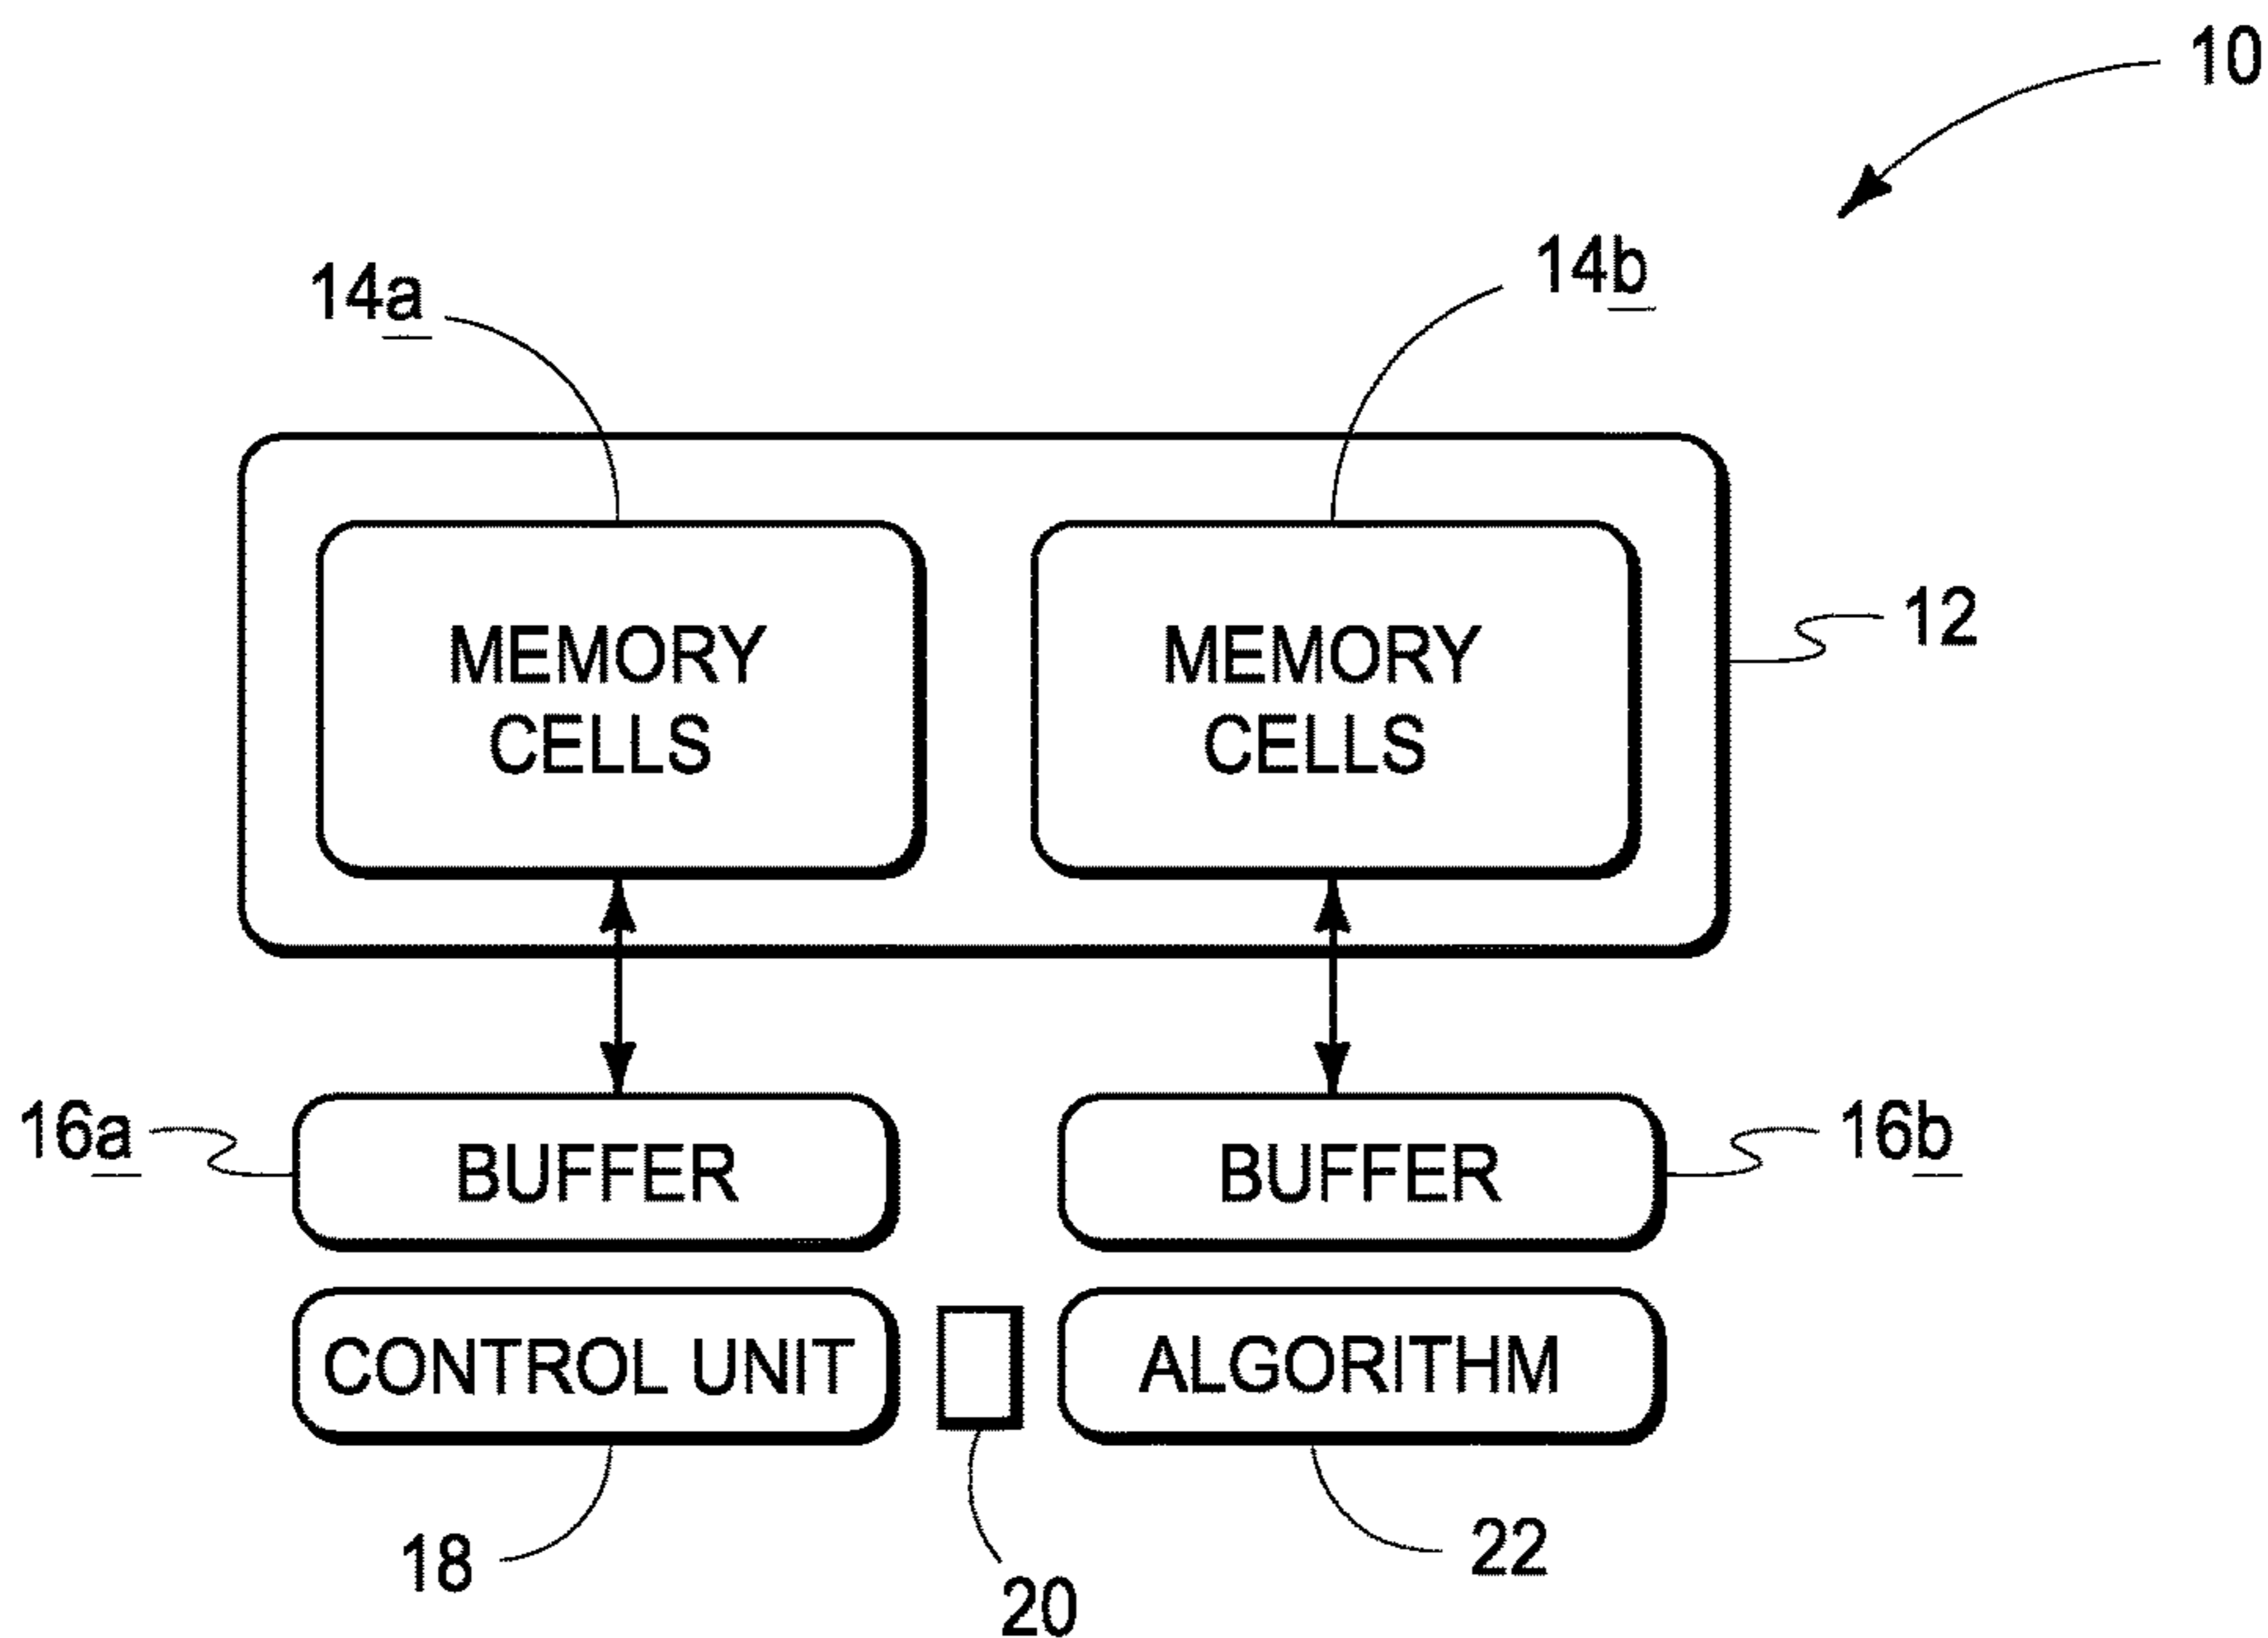 10
14a
14b
MEMORY
CELLS
MEMORY
CELLS
12
16a
BUFFER
BUFFER
16b
CONTROL UNIT
ALGORITHM
18
20
22